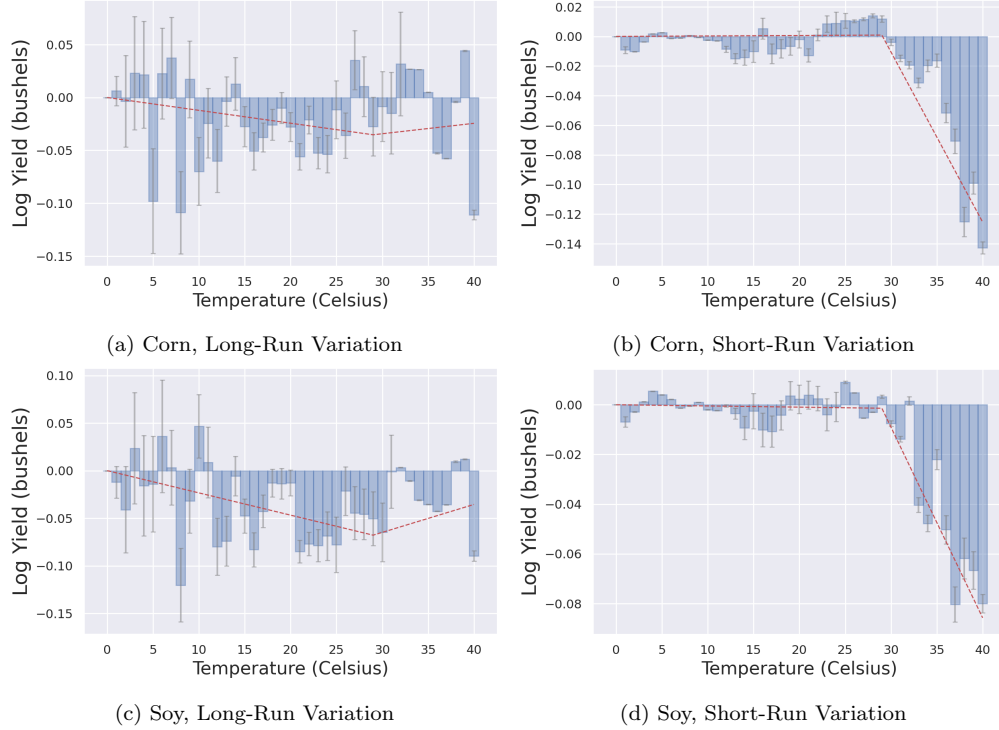 Log Yield (bushels)
0.05
0.00
−0.05
−0.10
−0.15
0 5 10 15 20 25 30 35 40
Temperature (Celsius)
(a) Corn, Long-Run Variation
Log Yield (bushels)
0.02
0.00
−0.02
−0.04
−0.06
−0.08
−0.10
−0.12
−0.14
0 5 10 15 20 25 30 35 40
Temperature (Celsius)
(b) Corn, Short-Run Variation
Log Yield (bushels)
0.10
0.05
0.00
−0.05
−0.10
−0.15
0 5 10 15 20 25 30 35 40
Temperature (Celsius)
(c) Soy, Long-Run Variation
Log Yield (bushels)
0.00
−0.02
−0.04
−0.06
−0.08
0 5 10 15 20 25 30 35 40
Temperature (Celsius)
(d) Soy, Short-Run Variation